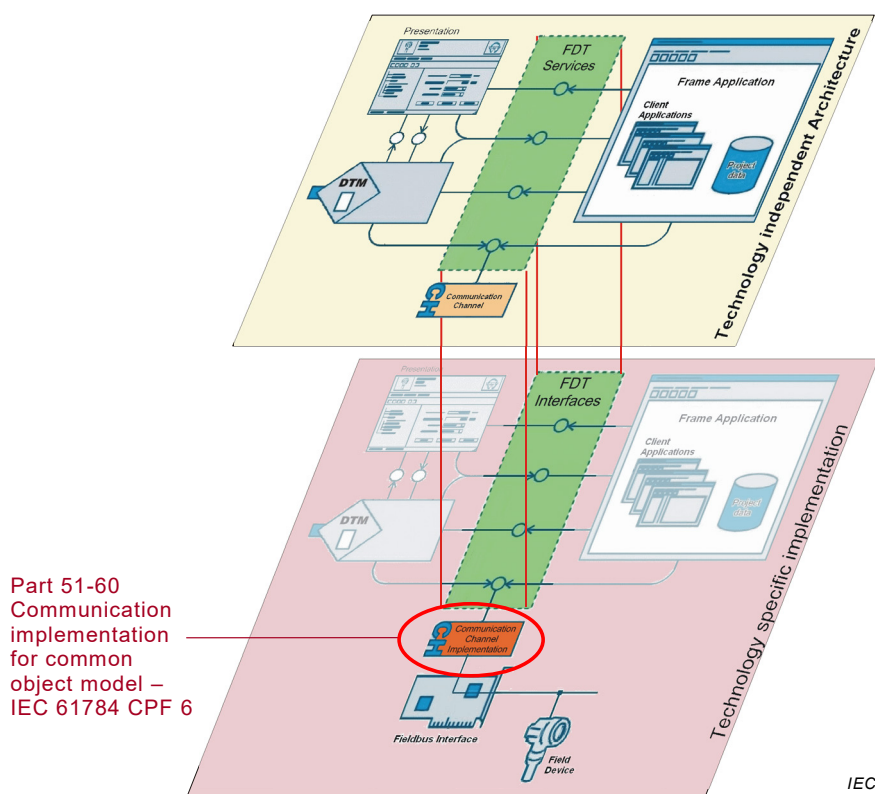 Presentation
FDT
Services
Frame Application
Client
Applications
Project
data
DTM
CH
Communication
Channel
Technology independent Architecture
Presentation
FDT
Interfaces
Frame Application
Client
Applications
Project
data
DTM
CH
Communication
Channel
Implementation
Fieldbus Interface
Field
Device
Technology specific implementation
Part 51-60
Communication
implementation
for common
object model –
IEC 61784 CPF 6
IEC